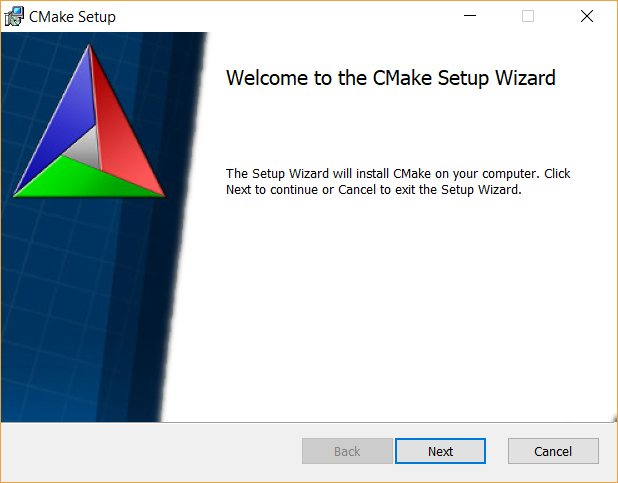 CMake Setup
Welcome to the CMake Setup Wizard
The Setup Wizard will install CMake on your computer. Click
Next to continue or Cancel to exit the Setup Wizard.
Back
Next
Cancel